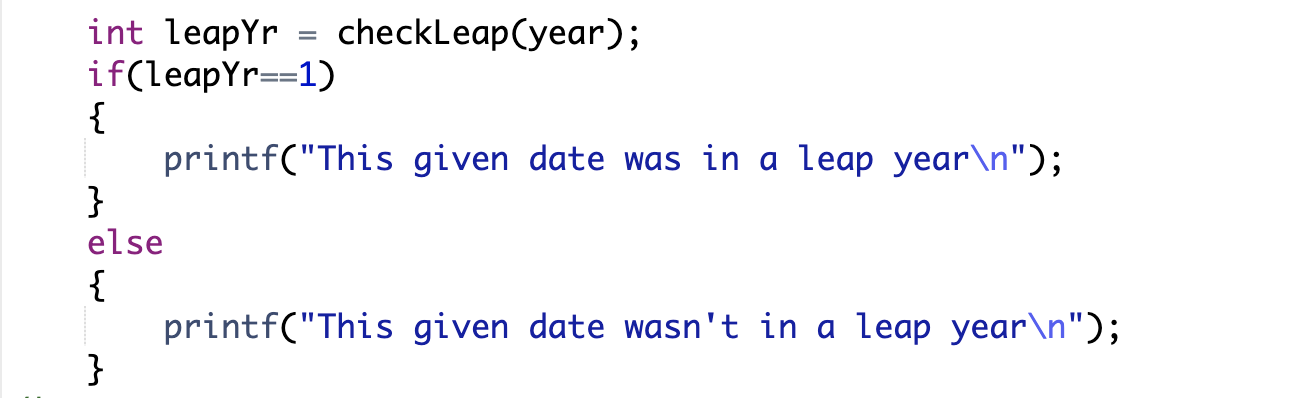 int leapYr = checkLeap(year);
if(leapYr==1)
{
printf("This given date was in a leap year\n");
}
else
{
printf("This given date wasn't in a leap year\n");
}